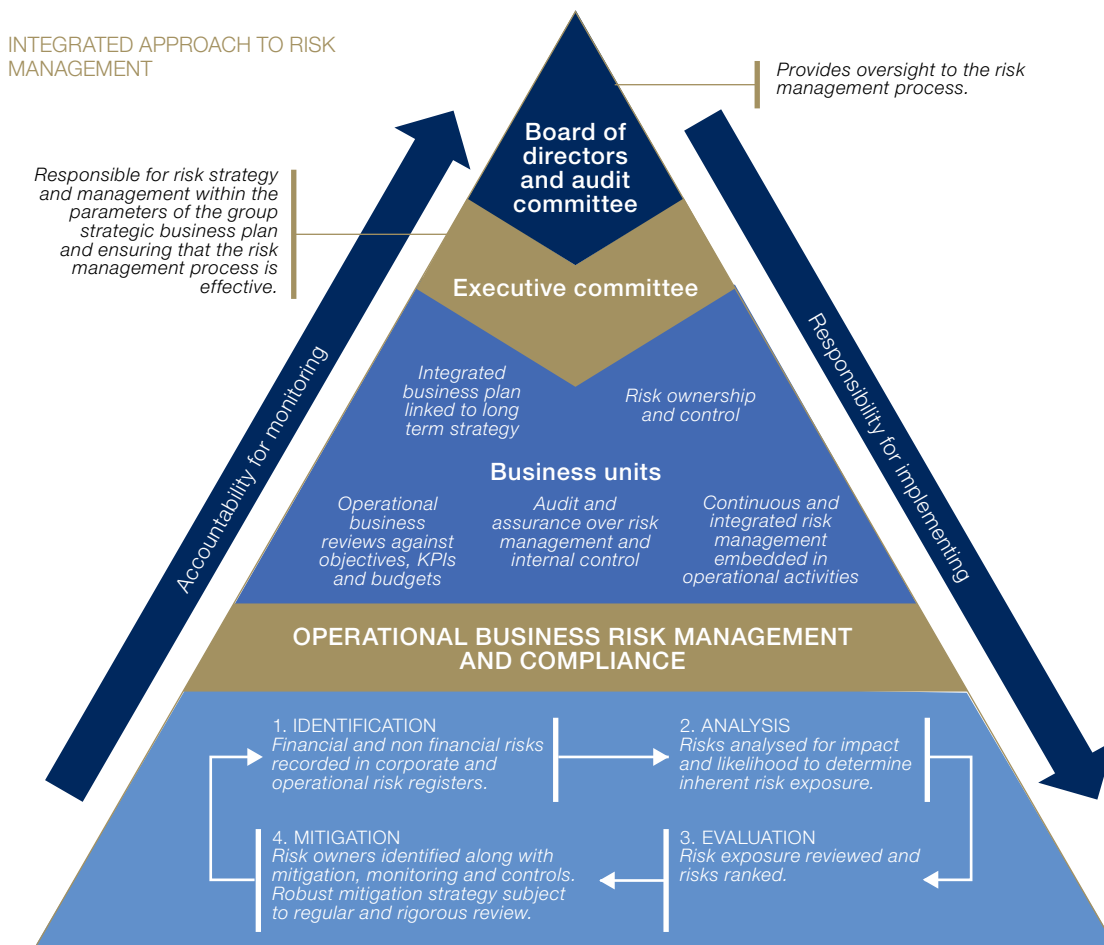 INTEGRATED APPROACH TO RISK
MANAGEMENT
Provides oversight to the risk
management process.
Board of
directors
and audit
committee
Responsible for risk strategy
and management within the
parameters of the group
strategic business plan
and ensuring that the risk
management process is
effective.
Executive committee
Accountability for monitoring
Responsibility for implementing
Integrated
business plan
linked to long
term strategy
Risk ownership
and control
Business units
Operational
business
reviews against
objectives, KPIs
and budgets
Audit and
assurance over risk
management and
internal control
Continuous and
integrated risk
management
embedded in
operational activities
OPERATIONAL BUSINESS RISK MANAGEMENT
AND COMPLIANCE
1. IDENTIFICATION
Financial and non financial risks
recorded in corporate and
operational risk registers.
2. ANALYSIS
Risks analysed for impact
and likelihood to determine
inherent risk exposure.
3. EVALUATION
Risk exposure reviewed and
risks ranked.
4. MITIGATION
Risk owners identified along with
mitigation, monitoring and controls.
Robust mitigation strategy subject
to regular and rigorous review.